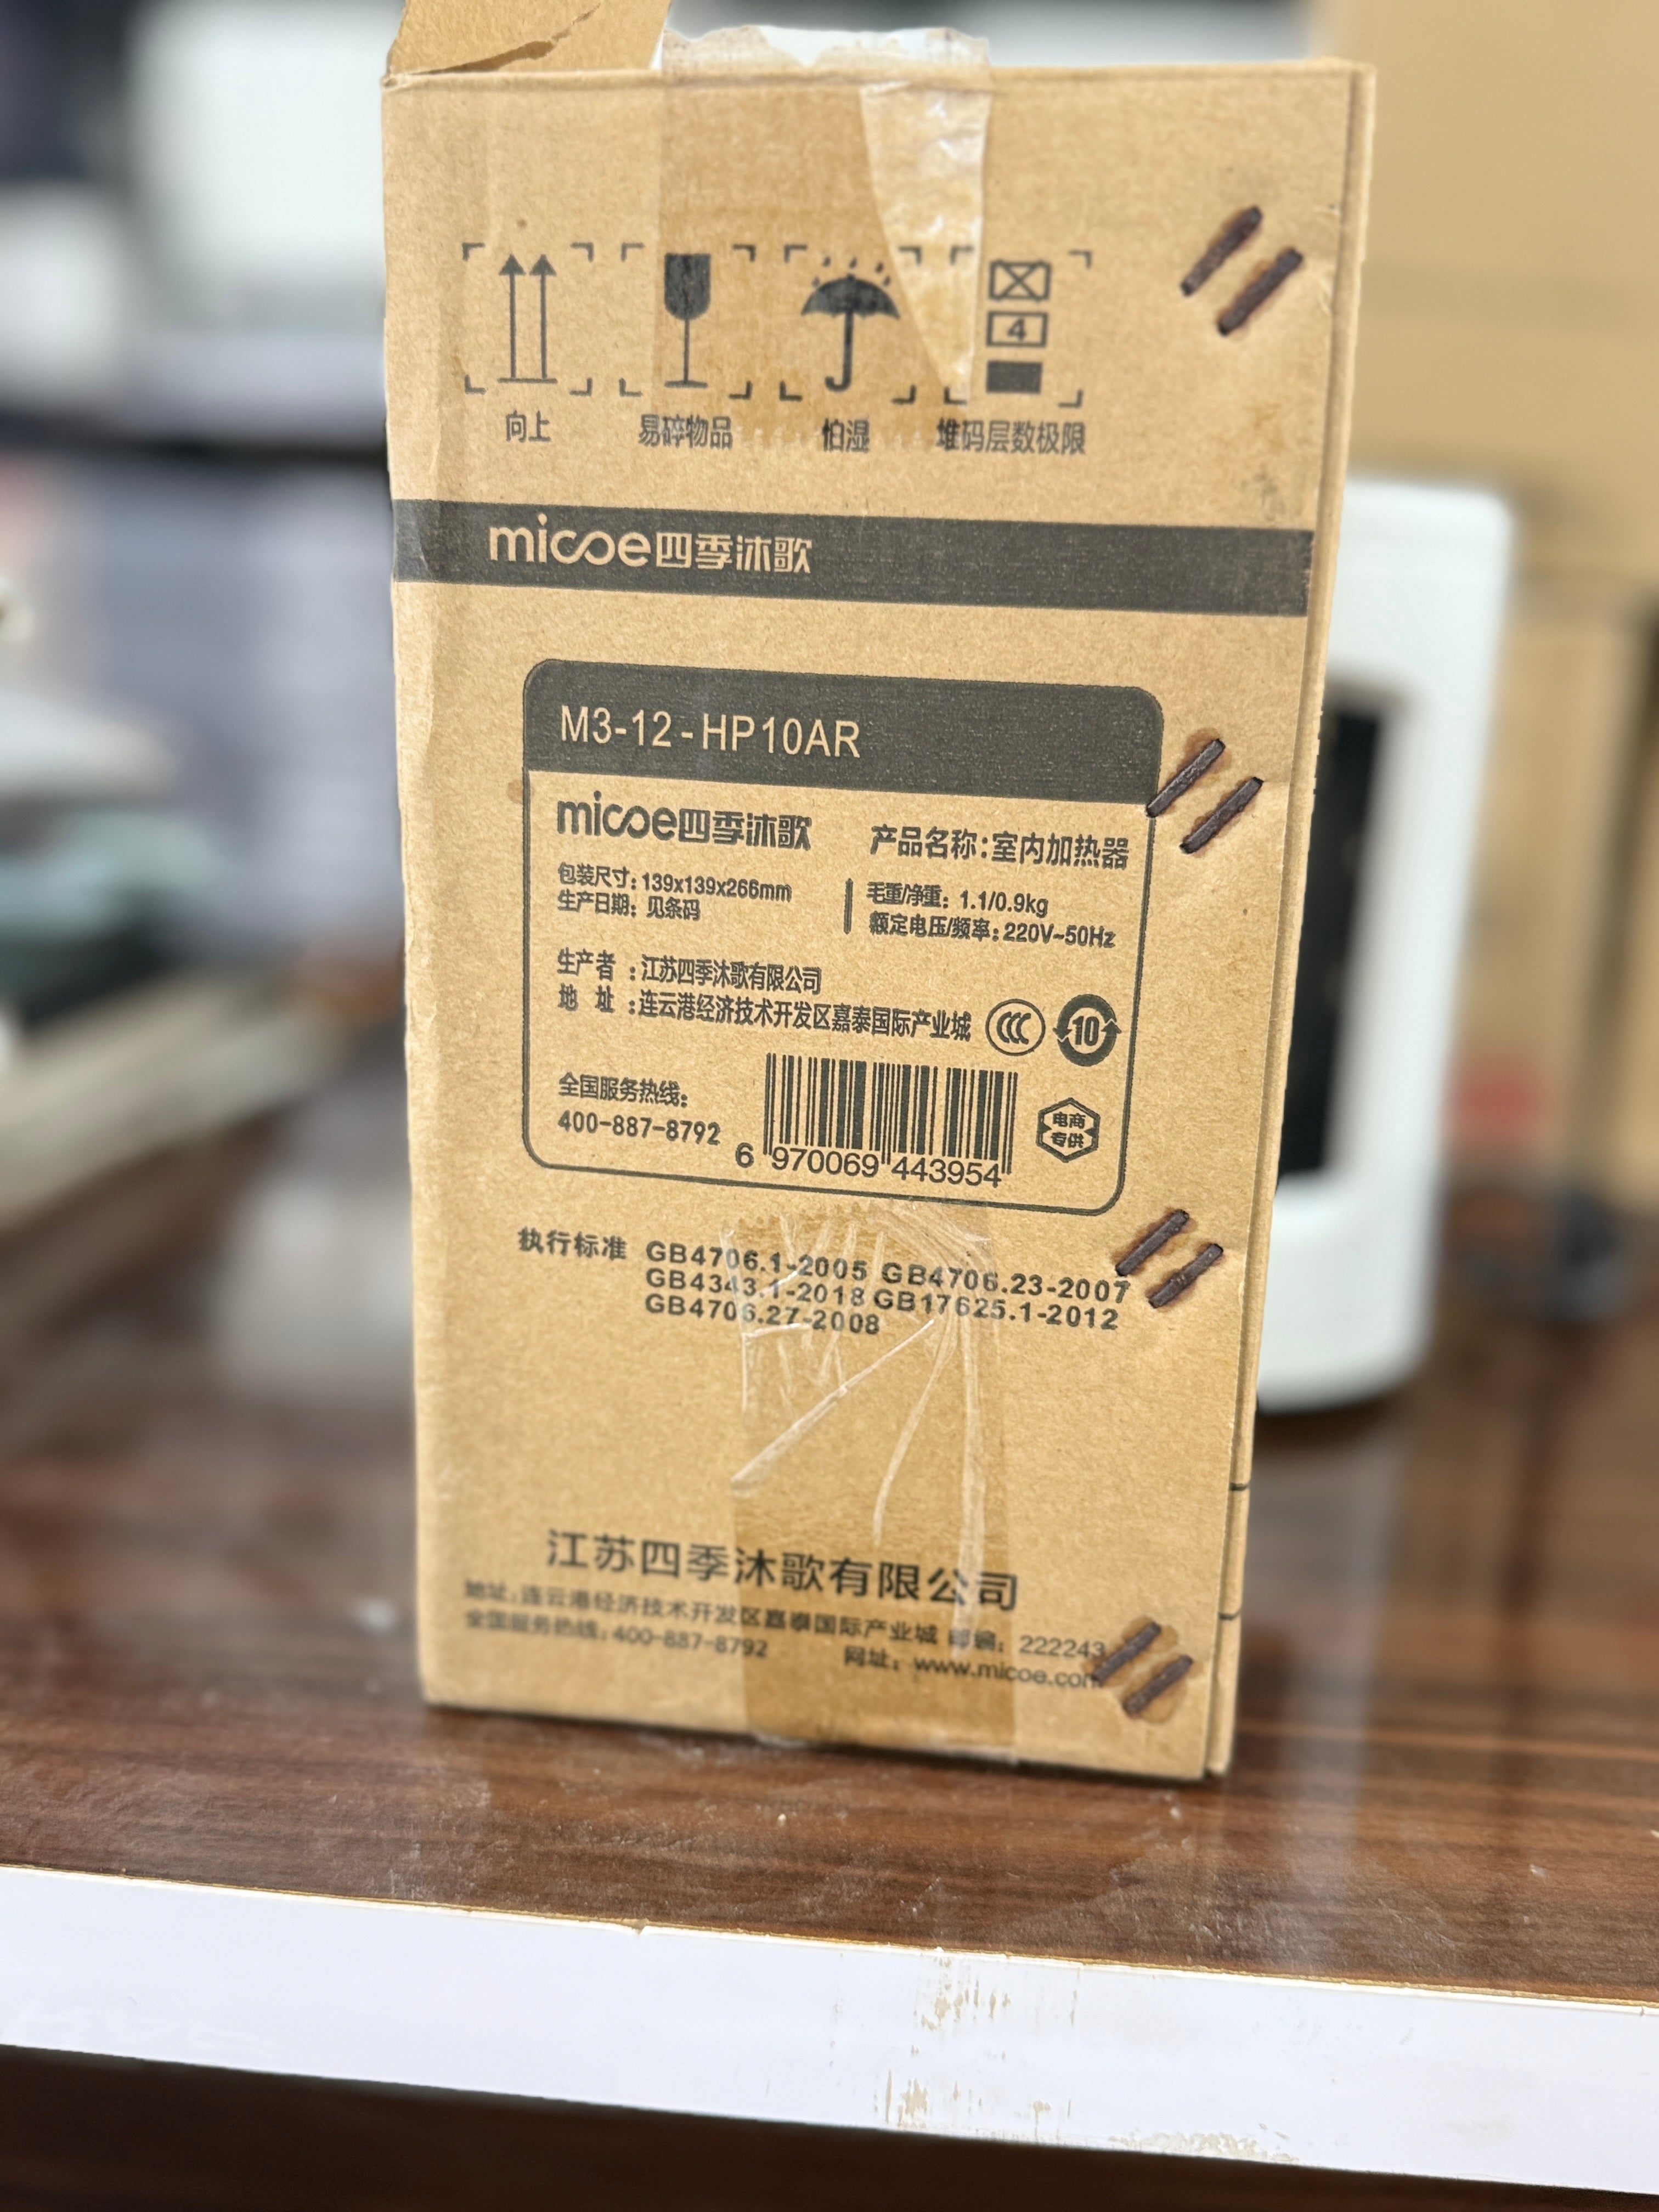 4
向上 易碎物品 怕湿 堆码层数极限
micoe四季沐歌
M3-12-HP10AR
micoe四季沐歌 产品名称:室内加热器
包装尺寸: 139x139x266mm 毛重/净重: 1.1/0.9kg
生产日期: 见条码 额定电压/频率: 220V~50Hz
生产者 : 江苏四季沐歌有限公司
地 址 : 连云港经济技术开发区嘉泰国际产业城
CCC 10
全国服务热线:
400-887-8792
6 970069 443954
电商
专供
执行标准 GB4706.1-2005 GB4706.23-2007
GB4343.1-2018 GB17625.1-2012
GB4706.27-2008
江苏四季沐歌有限公司
地址: 连云港经济技术开发区嘉泰国际产业城 邮编: 222243
全国服务热线: 400-887-8792 网址: www.micoe.com